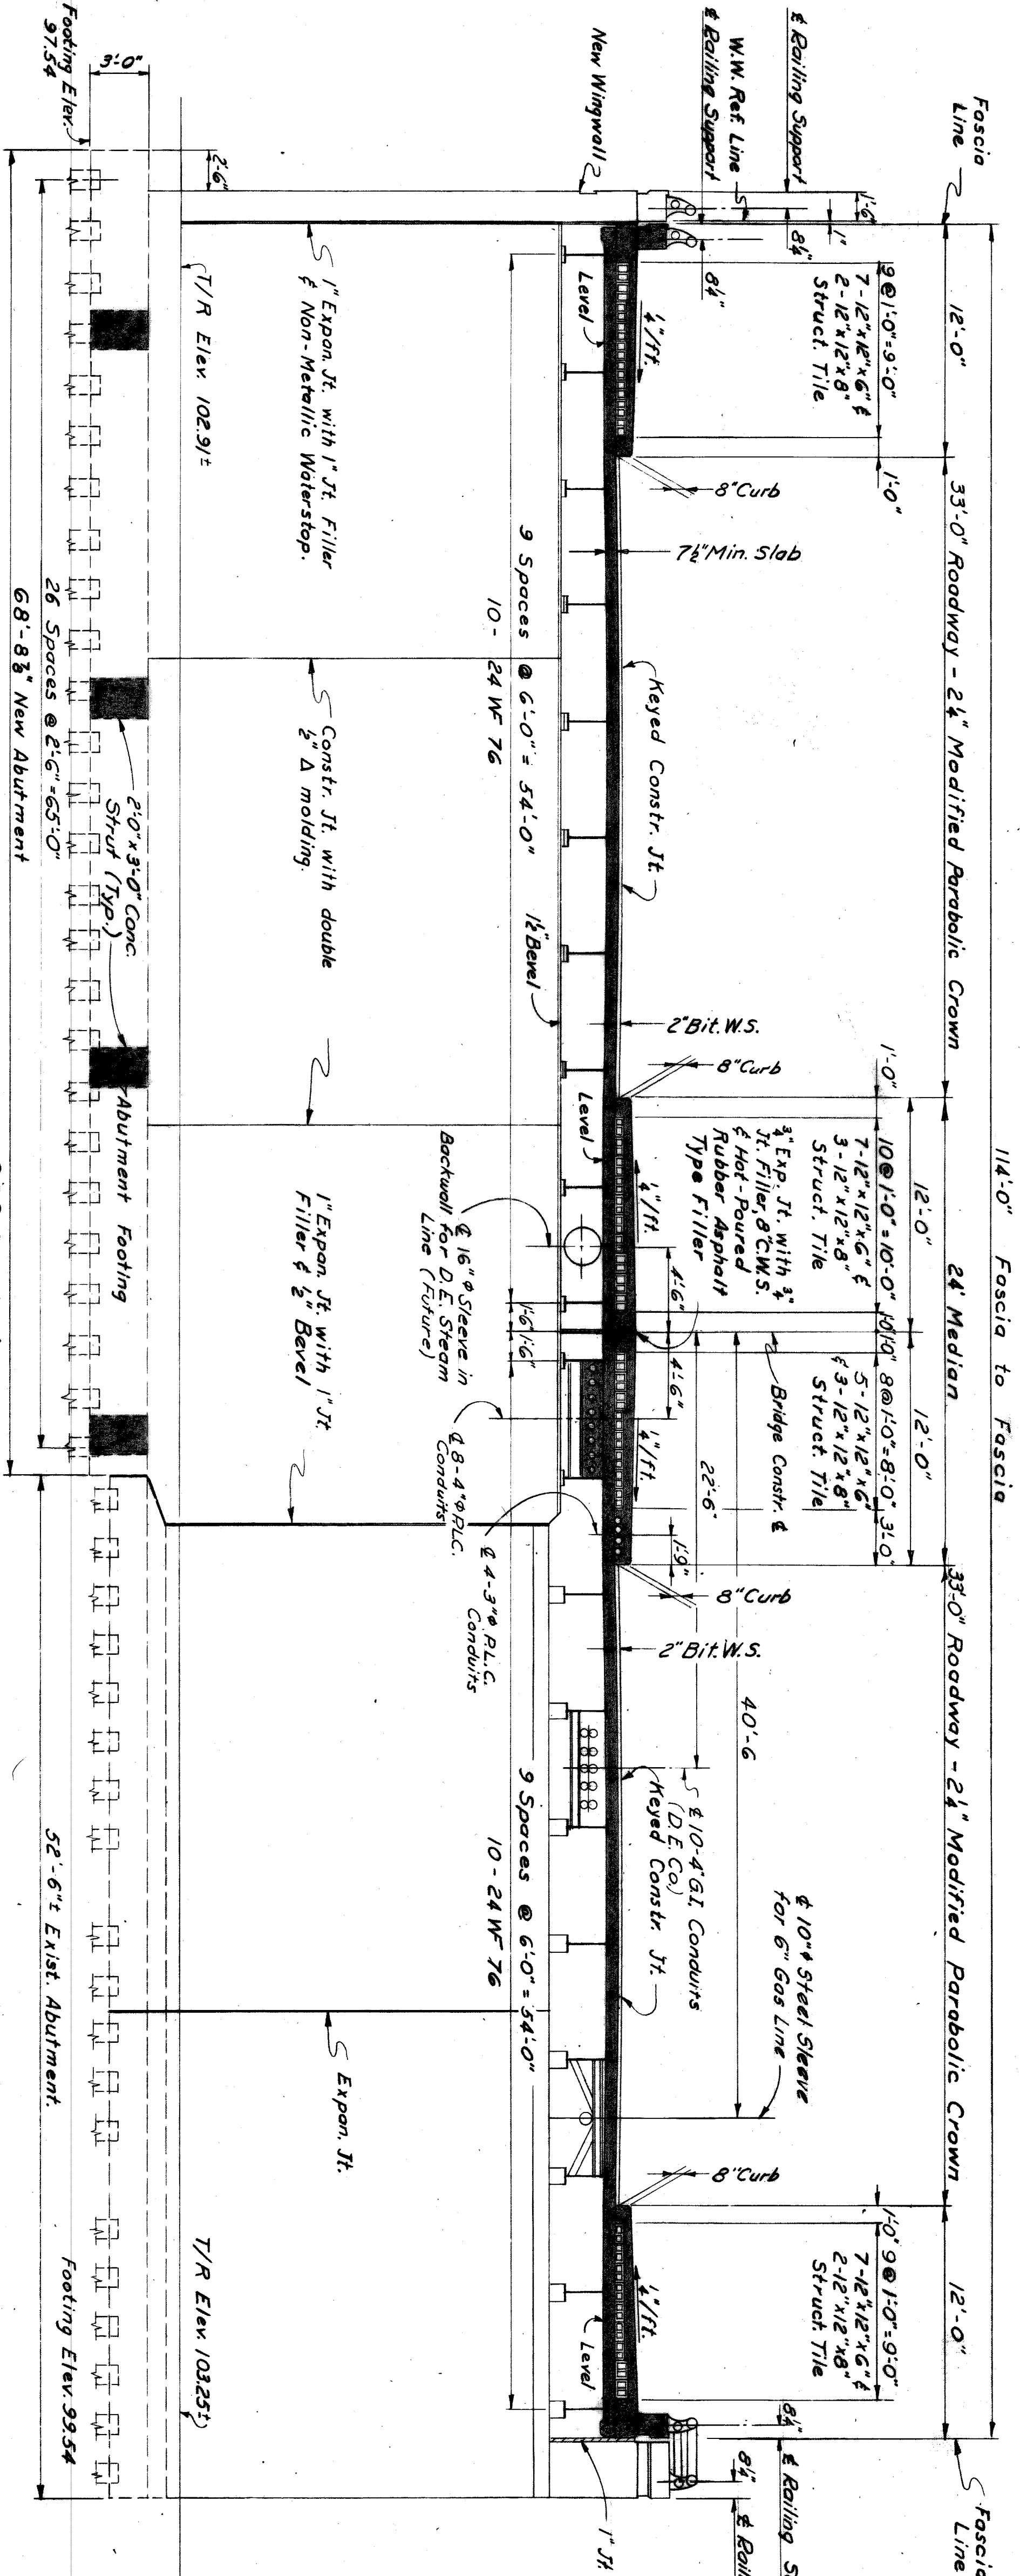 114'-0" Fascia to Fascia
Fascia
Line
12'-0"
33'-0" Roadway - 2¼" Modified Parabolic Crown
24' Median
33'-0" Roadway - 2¼" Modified Parabolic Crown
12'-0"
Fascia
Line
12'-0"
12'-0"
1'-6"
1"
8¼"
8¼"
℄ Railing Support
W.W. Ref. Line
℄ Railing Support
New Wingwall
9@1'-0"=9'-0"
1'-0"
7-12"x12"x6" &
2-12"x12"x8"
Struct. Tile
1'-0"
10@1'-0"=10'-0"
1'-0"
7-12"x12"x6" &
3-12"x12"x8"
Struct. Tile
1'-0"
8@1'-0"=8'-0"
3'-0"
5-12"x12"x6"
& 3-12"x12"x8"
Struct. Tile
1'-0"
9@1'-0"=9'-0"
7-12"x12"x6" &
2-12"x12"x8"
Struct. Tile
8¼"
℄ Railing S
8¼"
℄ Rail
1" Jt.
¼"/ft.
Level
8" Curb
7½" Min. Slab
Keyed Constr. Jt.
2" Bit. W.S.
8" Curb
¾" Exp. Jt. with ¾"
Jt. Filler, 8" C.W.S.
& Hot-Poured
Rubber Asphalt
Type Filler
¼"/ft.
Level
4'-6"
4'-6"
1'-6"
1'-6"
Bridge Constr. ℄
¼"/ft.
22'-6"
1'-9"
40'-6
8" Curb
2" Bit. W.S.
℄ 10-4" G.I. Conduits
(D.E. Co.)
Keyed Constr. Jt.
℄ 10"φ Steel Sleeve
for 6" Gas Line
8" Curb
¼"/ft.
Level
9 Spaces @ 6'-0" = 54'-0"
10- 24 WF 76
1½" Bevel
℄ 16"φ Sleeve in
Backwall for D.E. Steam
Line (Future)
℄ 8-4"φ P.L.C.
Conduits
℄ 4-3"φ P.L.C.
Conduits
9 Spaces @ 6'-0" = 54'-0"
10 - 24 WF 76
1" Expan. Jt. with 1" Jt. Filler
& Non-Metallic Waterstop.
Constr. Jt. with double
½" Δ molding.
1" Expan. Jt. with 1" Jt.
Filler & ½" Bevel
Expan. Jt.
2'-6"
T/R Elev. 102.91±
T/R Elev. 103.25±
3'-0"
Footing Elev.
97.54
2'-0"x3'-0" Conc.
Strut (Typ.)
Abutment Footing
26 Spaces @ 2'-6"=65'-0"
68'-8⅞" New Abutment
52'-6"± Exist. Abutment.
Footing Elev. 99.54